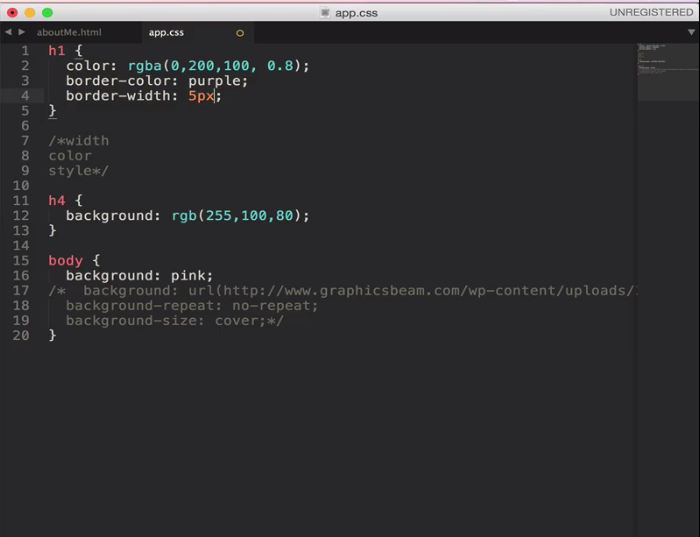 app.css
UNREGISTERED
aboutMe.html
app.css
1 h1 {
2 color: rgba(0,200,100, 0.8);
3 border-color: purple;
4 border-width: 5px;
5 }
6
7 /*width
8 color
9 style*/
10
11 h4 {
12 background: rgb(255,100,80);
13 }
14
15 body {
16 background: pink;
17 /* background: url(http://www.graphicsbeam.com/wp-content/uploads/
18 background-repeat: no-repeat;
19 background-size: cover;*/
20 }